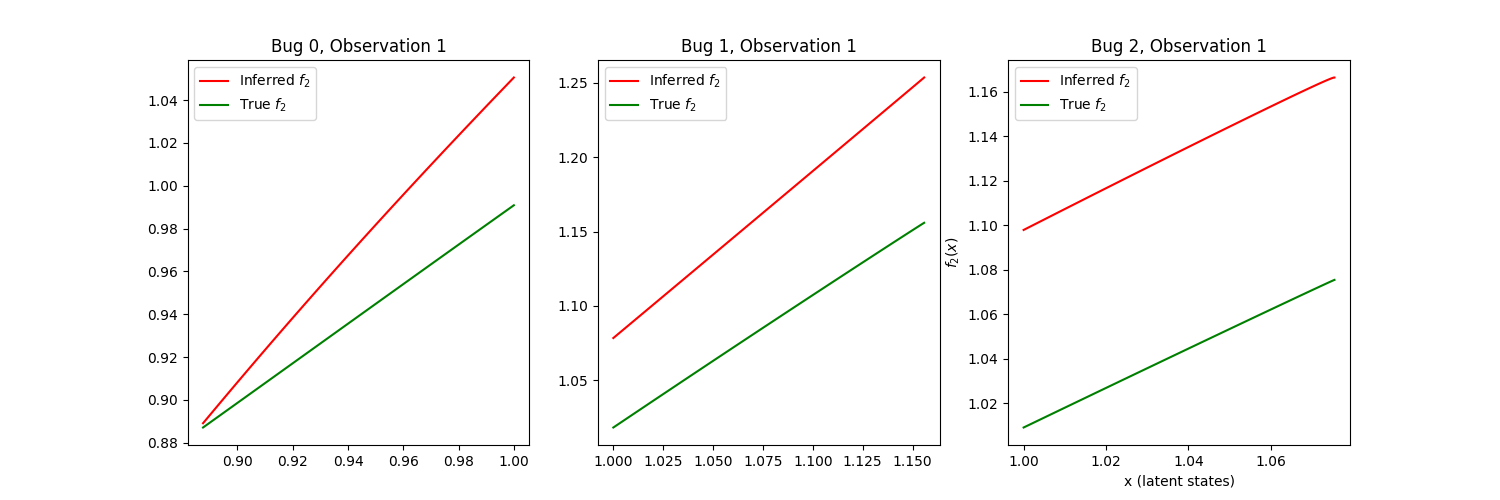 Bug 0, Observation 1
Inferred f₂
True f₂
1.04
1.02
1.00
0.98
0.96
0.94
0.92
0.90
0.88
0.90 0.92 0.94 0.96 0.98 1.00
Bug 1, Observation 1
Inferred f₂
True f₂
1.25
1.20
1.15
1.10
1.05
1.000 1.025 1.050 1.075 1.100 1.125 1.150
Bug 2, Observation 1
Inferred f₂
True f₂
f₂(x)
1.16
1.14
1.12
1.10
1.08
1.06
1.04
1.02
1.00 1.02 1.04 1.06
x (latent states)